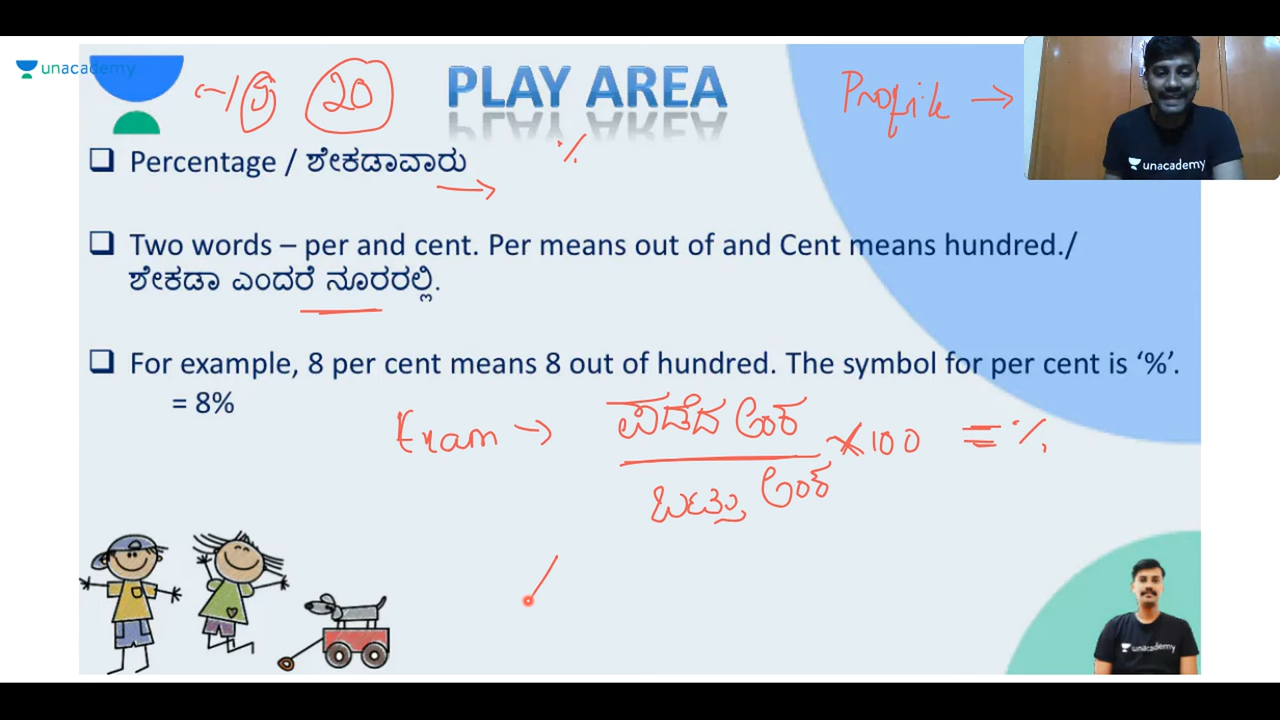 unacademy
20
PLAY AREA
Profile →
unacademy
Percentage / ಶೇಕಡಾವಾರು
%
Two words – per and cent. Per means out of and Cent means hundred./
ಶೇಕಡಾ ಎಂದರೆ ನೂರರಲ್ಲಿ.
For example, 8 per cent means 8 out of hundred. The symbol for per cent is ‘%’.
= 8%
Exam → ಪಡೆದ ಅಂಕ
× 100 = %
ಒಟ್ಟು ಅಂಕ
unacademy